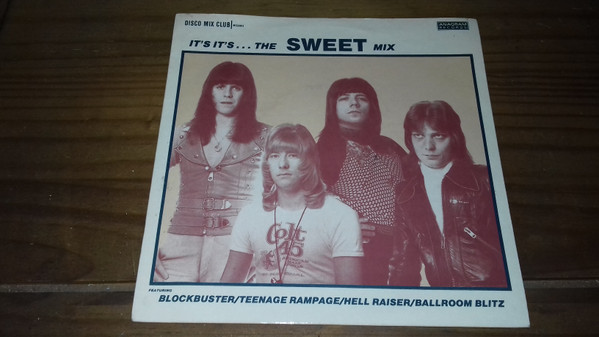 DISCO MIX CLUB
IT'S IT'S... THE SWEET MIX
Colt
45
FEATURING
BLOCKBUSTER/TEENAGE RAMPAGE/HELL RAISER/BALLROOM BLITZ